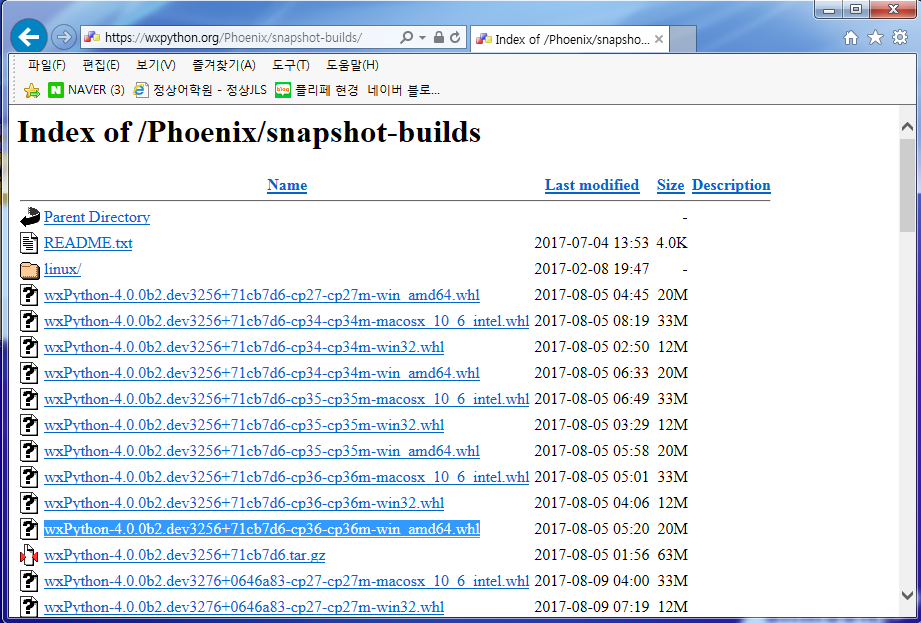 https://wxpython.org/Phoenix/snapshot-builds/
Index of /Phoenix/snapsho...
파일(F) 편집(E) 보기(V) 즐겨찾기(A) 도구(T) 도움말(H)
NAVER (3) 정상어학원 - 정상JLS blog 플리페 현경 네이버 블로...
Index of /Phoenix/snapshot-builds
Name Last modified Size Description
Parent Directory -
README.txt 2017-07-04 13:53 4.0K
linux/ 2017-02-08 19:47 -
wxPython-4.0.0b2.dev3256+71cb7d6-cp27-cp27m-win_amd64.whl 2017-08-05 04:45 20M
wxPython-4.0.0b2.dev3256+71cb7d6-cp34-cp34m-macosx_10_6_intel.whl 2017-08-05 08:19 33M
wxPython-4.0.0b2.dev3256+71cb7d6-cp34-cp34m-win32.whl 2017-08-05 02:50 12M
wxPython-4.0.0b2.dev3256+71cb7d6-cp34-cp34m-win_amd64.whl 2017-08-05 06:33 20M
wxPython-4.0.0b2.dev3256+71cb7d6-cp35-cp35m-macosx_10_6_intel.whl 2017-08-05 06:49 33M
wxPython-4.0.0b2.dev3256+71cb7d6-cp35-cp35m-win32.whl 2017-08-05 03:29 12M
wxPython-4.0.0b2.dev3256+71cb7d6-cp35-cp35m-win_amd64.whl 2017-08-05 05:58 20M
wxPython-4.0.0b2.dev3256+71cb7d6-cp36-cp36m-macosx_10_6_intel.whl 2017-08-05 05:01 33M
wxPython-4.0.0b2.dev3256+71cb7d6-cp36-cp36m-win32.whl 2017-08-05 04:06 12M
wxPython-4.0.0b2.dev3256+71cb7d6-cp36-cp36m-win_amd64.whl 2017-08-05 05:20 20M
wxPython-4.0.0b2.dev3256+71cb7d6.tar.gz 2017-08-05 01:56 63M
wxPython-4.0.0b2.dev3276+0646a83-cp27-cp27m-macosx_10_6_intel.whl 2017-08-09 04:00 33M
wxPython-4.0.0b2.dev3276+0646a83-cp27-cp27m-win32.whl 2017-08-09 07:19 12M